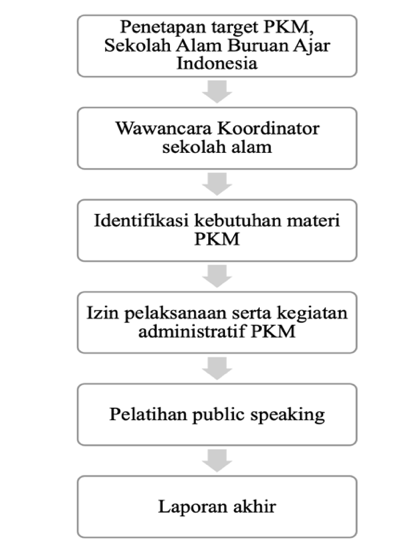 Penetapan target PKM,
Sekolah Alam Buruan Ajar
Indonesia
Wawancara Koordinator
sekolah alam
Identifikasi kebutuhan materi
PKM
Izin pelaksanaan serta kegiatan
administratif PKM
Pelatihan public speaking
Laporan akhir